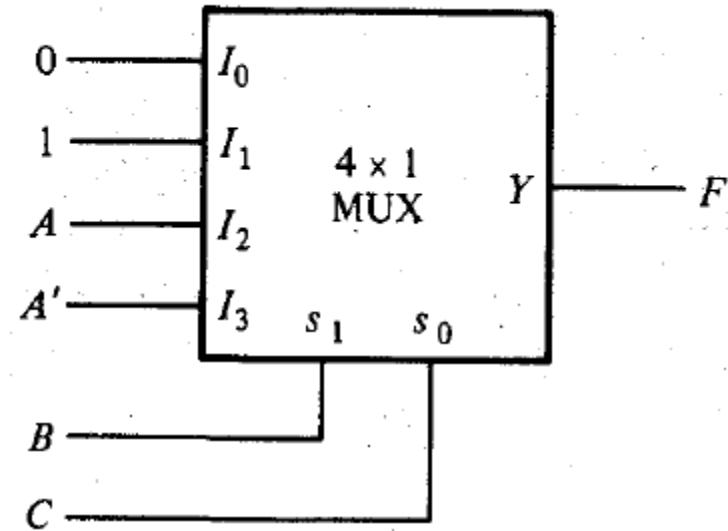 0 I₀
1 I₁
4 × 1
MUX
Y F
A I₂
A' I₃
s₁ s₀
B
C